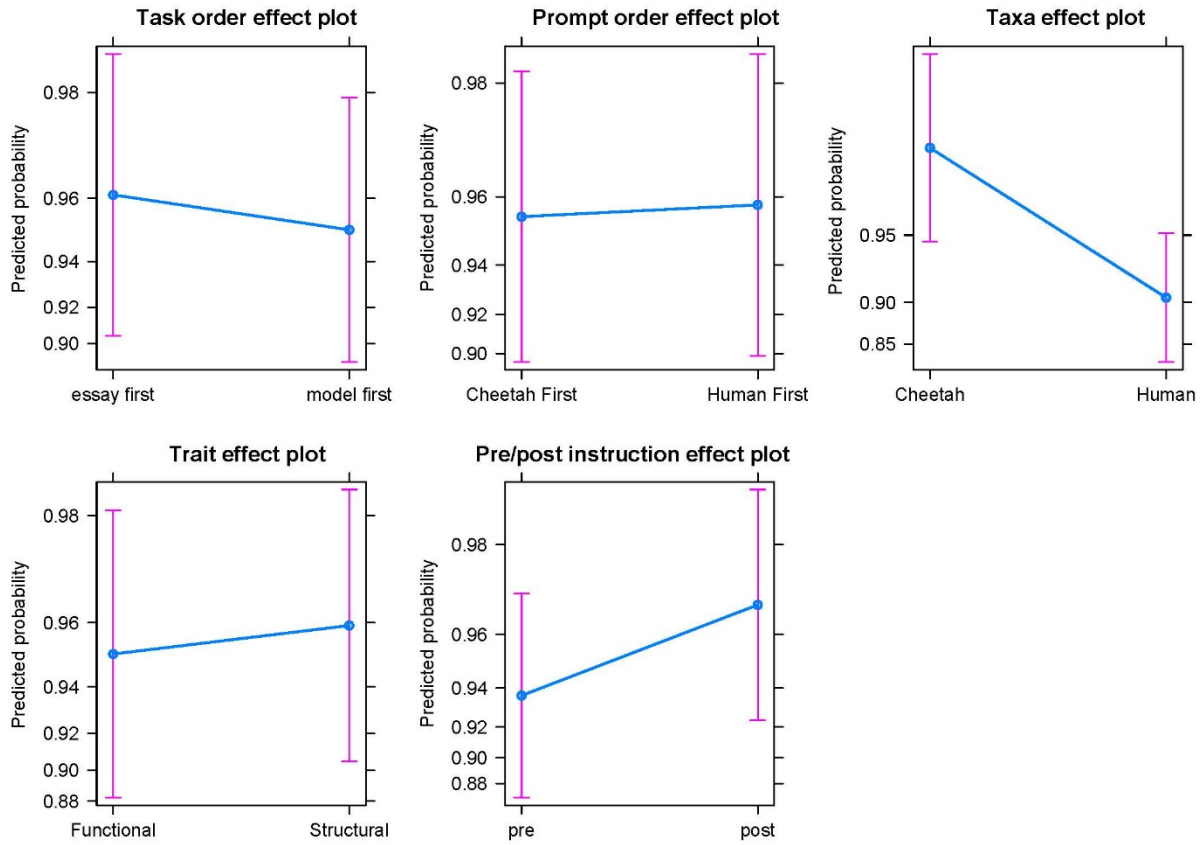 Task order effect plot
Predicted probability
0.98
0.96
0.94
0.92
0.90
essay first
model first
Prompt order effect plot
Predicted probability
0.98
0.96
0.94
0.92
0.90
Cheetah First
Human First
Taxa effect plot
Predicted probability
0.95
0.90
0.85
Cheetah
Human
Trait effect plot
Predicted probability
0.98
0.96
0.94
0.92
0.90
0.88
Functional
Structural
Pre/post instruction effect plot
Predicted probability
0.98
0.96
0.94
0.92
0.90
0.88
pre
post